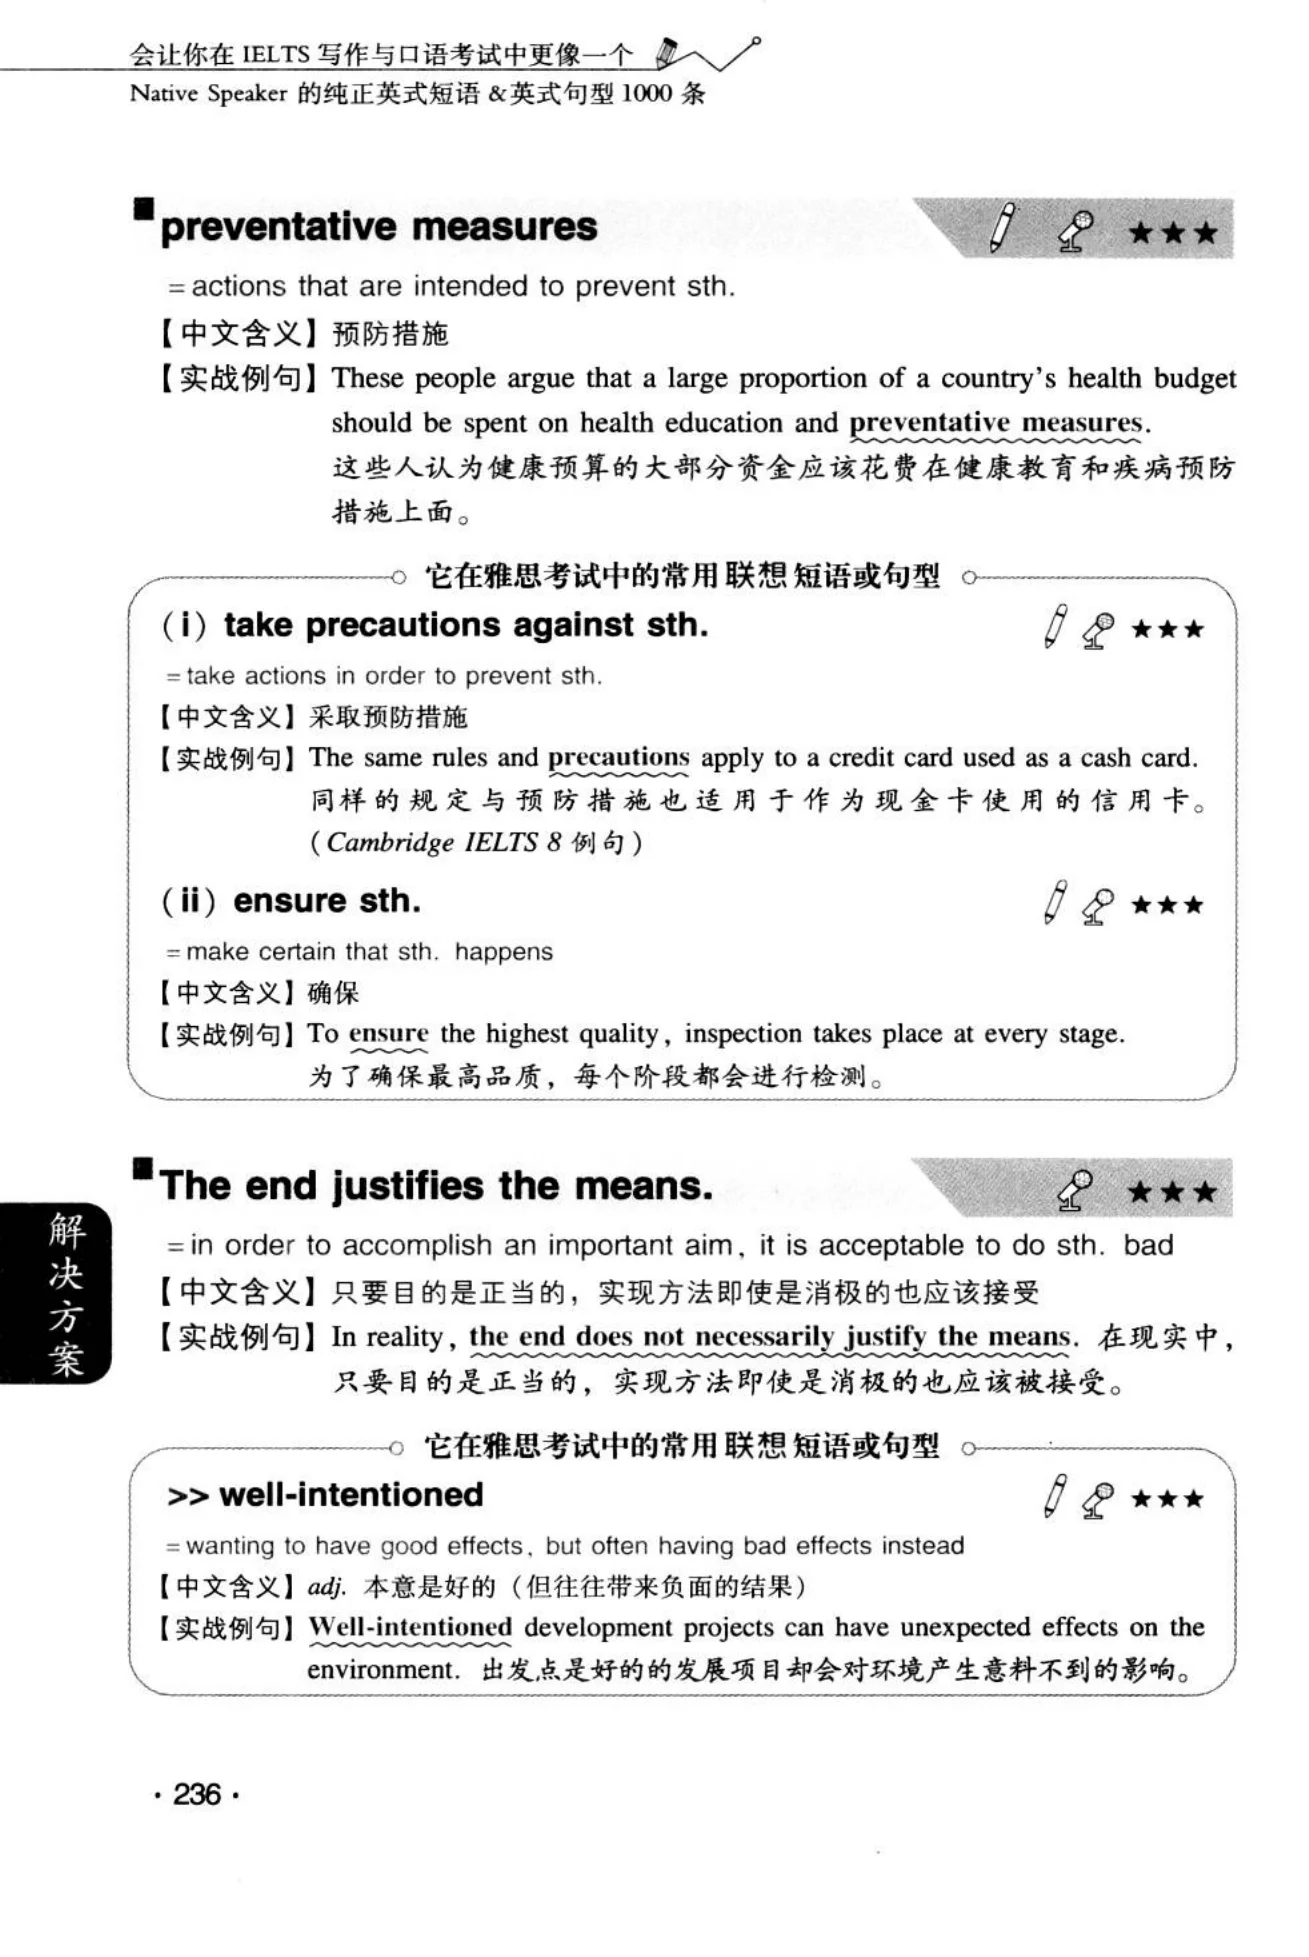 会让你在 IELTS 写作与口语考试中更像一个
Native Speaker 的纯正英式短语 &英式句型 1000 条
preventative measures ★★★
=actions that are intended to prevent sth.
【中文含义】预防措施
【实战例句】These people argue that a large proportion of a country's health budget
should be spent on health education and preventative measures.
这些人认为健康预算的大部分资金应该花费在健康教育和疾病预防
措施上面。
它在雅思考试中的常用联想短语或句型
(i) take precautions against sth. ★★★
=take actions in order to prevent sth.
【中文含义】采取预防措施
【实战例句】The same rules and precautions apply to a credit card used as a cash card.
同样的规定与预防措施也适用于作为现金卡使用的信用卡。
(Cambridge IELTS 8 例句)
(ii) ensure sth. ★★★
=make certain that sth. happens
【中文含义】确保
【实战例句】To ensure the highest quality, inspection takes place at every stage.
为了确保最高品质，每个阶段都会进行检测。
The end justifies the means. ★★★
=in order to accomplish an important aim, it is acceptable to do sth. bad
【中文含义】只要目的是正当的，实现方法即使是消极的也应该接受
【实战例句】In reality, the end does not necessarily justify the means. 在现实中，
只要目的是正当的，实现方法即使是消极的也应该被接受。
解决方案
它在雅思考试中的常用联想短语或句型
>> well-intentioned ★★★
=wanting to have good effects, but often having bad effects instead
【中文含义】adj. 本意是好的（但往往带来负面的结果）
【实战例句】Well-intentioned development projects can have unexpected effects on the
environment. 出发点是好的的发展项目却会对环境产生意料不到的影响。
· 236 ·